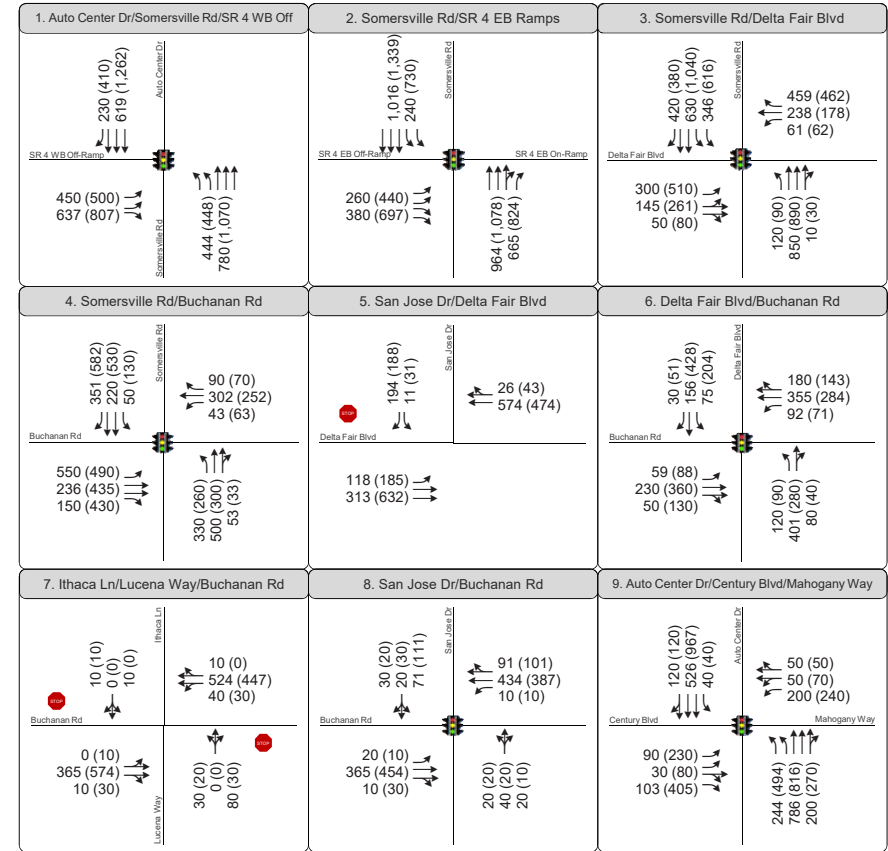 1. Auto Center Dr/Somersville Rd/SR 4 WB Off
230 (410)
619 (1,262)
Auto Center Dr
SR 4 WB Off-Ramp
450 (500)
637 (807)
Somersville Rd
444 (448)
780 (1,070)
2. Somersville Rd/SR 4 EB Ramps
1,016 (1,339)
240 (730)
Somersville Rd
SR 4 EB Off-Ramp
SR 4 EB On-Ramp
260 (440)
380 (697)
964 (1,078)
665 (824)
3. Somersville Rd/Delta Fair Blvd
420 (380)
630 (1,040)
346 (616)
Somersville Rd
459 (462)
238 (178)
61 (62)
Delta Fair Blvd
300 (510)
145 (261)
50 (80)
120 (90)
850 (890)
10 (30)
4. Somersville Rd/Buchanan Rd
351 (582)
220 (530)
50 (130)
Somersville Rd
90 (70)
302 (252)
43 (63)
Buchanan Rd
550 (490)
236 (435)
150 (430)
330 (260)
500 (300)
53 (33)
5. San Jose Dr/Delta Fair Blvd
194 (188)
11 (31)
San Jose Dr
26 (43)
574 (474)
STOP
Delta Fair Blvd
118 (185)
313 (632)
6. Delta Fair Blvd/Buchanan Rd
30 (51)
156 (428)
75 (204)
Delta Fair Blvd
180 (143)
355 (284)
92 (71)
Buchanan Rd
59 (88)
230 (360)
50 (130)
120 (90)
401 (280)
80 (40)
7. Ithaca Ln/Lucena Way/Buchanan Rd
10 (10)
0 (0)
10 (0)
Ithaca Ln
10 (0)
524 (447)
40 (30)
STOP
Buchanan Rd
0 (10)
365 (574)
10 (30)
Lucena Way
30 (20)
0 (0)
80 (30)
STOP
8. San Jose Dr/Buchanan Rd
30 (20)
20 (30)
71 (111)
San Jose Dr
91 (101)
434 (387)
10 (10)
Buchanan Rd
20 (10)
365 (454)
10 (30)
20 (20)
40 (20)
20 (10)
9. Auto Center Dr/Century Blvd/Mahogany Way
120 (120)
526 (967)
40 (40)
Auto Center Dr
50 (50)
50 (70)
200 (240)
Century Blvd
Mahogany Way
90 (230)
30 (80)
103 (405)
244 (494)
786 (816)
200 (270)